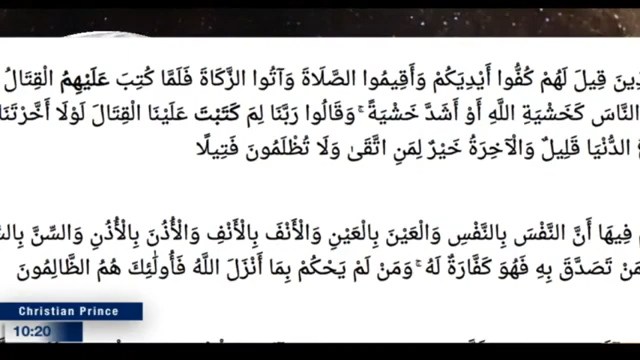 قِيلَ لَهُمْ كُفُّوا أَيْدِيَكُمْ وَأَقِيمُوا الصَّلَاةَ وَآتُوا الزَّكَاةَ فَلَمَّا كُتِبَ عَلَيْهِمُ الْقِتَالُ
النَّاسَ كَخَشْيَةِ اللَّهِ أَوْ أَشَدَّ خَشْيَةً ۚ وَقَالُوا رَبَّنَا لِمَ كَتَبْتَ عَلَيْنَا الْقِتَالَ لَوْلَا أَخَّرْتَنَا
الدُّنْيَا قَلِيلٌ وَالْآخِرَةُ خَيْرٌ لِمَنِ اتَّقَىٰ وَلَا تُظْلَمُونَ فَتِيلًا
فِيهَا أَنَّ النَّفْسَ بِالنَّفْسِ وَالْعَيْنَ بِالْعَيْنِ وَالْأَنْفَ بِالْأَنْفِ وَالْأُذُنَ بِالْأُذُنِ وَالسِّنَّ
تَصَدَّقَ بِهِ فَهُوَ كَفَّارَةٌ لَهُ ۚ وَمَنْ لَمْ يَحْكُمْ بِمَا أَنْزَلَ اللَّهُ فَأُولَٰئِكَ هُمُ الظَّالِمُونَ
Christian Prince
10:20